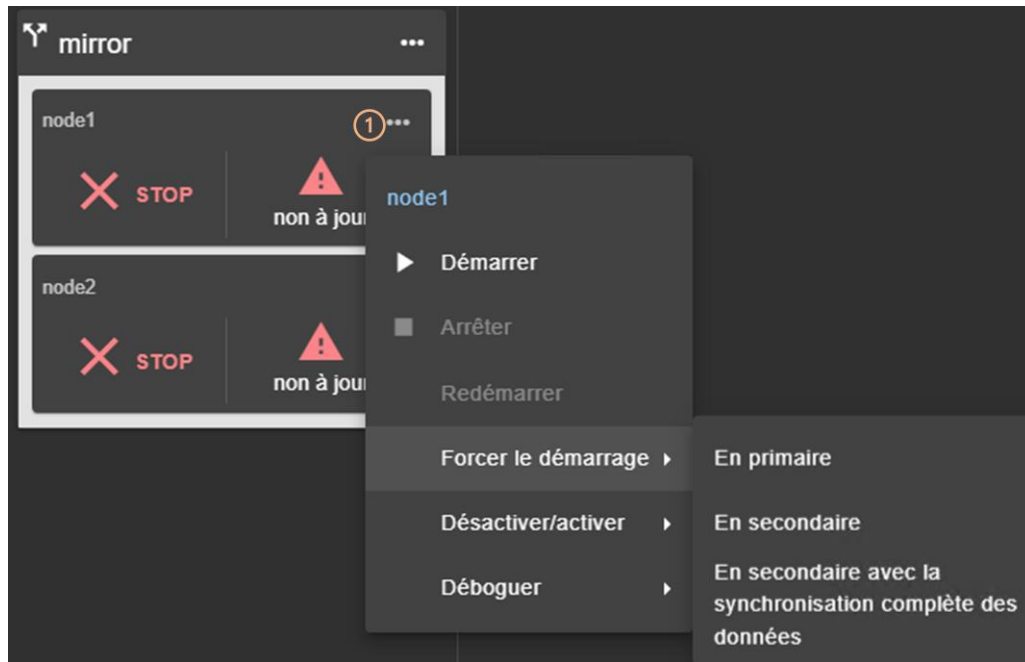 mirror
node1
1
STOP
non à jour
node2
STOP
non à jour
node1
Démarrer
Arrêter
Redémarrer
Forcer le démarrage
Désactiver/activer
Déboguer
En primaire
En secondaire
En secondaire avec la
synchronisation complète des
données